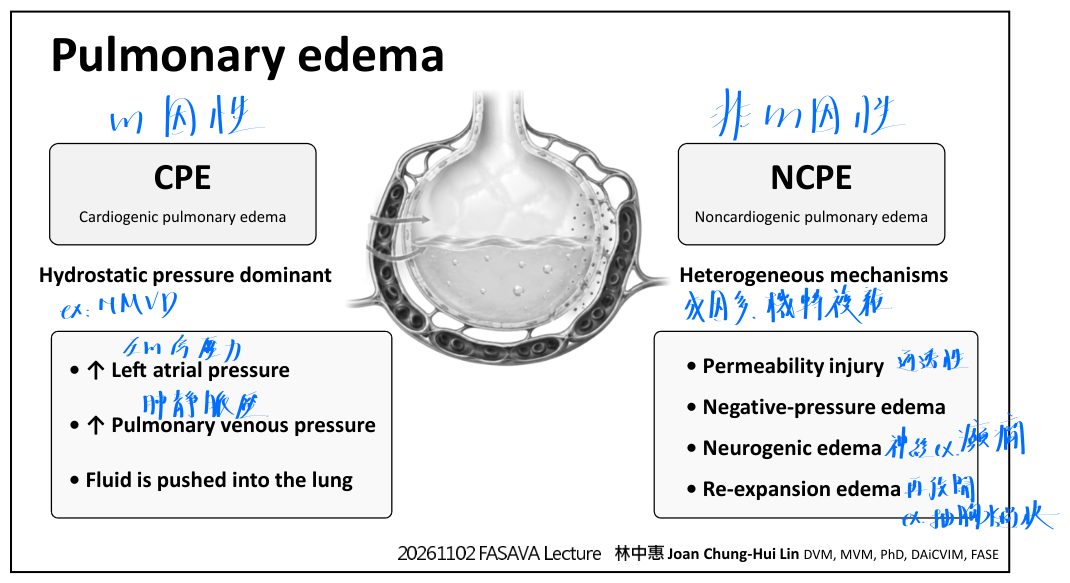 Pulmonary edema
心因性
非心因性
CPE
Cardiogenic pulmonary edema
NCPE
Noncardiogenic pulmonary edema
Hydrostatic pressure dominant
ex: MMVD
Heterogeneous mechanisms
成因多、機轉複雜
左心房壓力
• ↑ Left atrial pressure
肺靜脈壓
• ↑ Pulmonary venous pressure
• Fluid is pushed into the lung
• Permeability injury 通透性
• Negative-pressure edema
• Neurogenic edema 神經 ex. 癲癇
• Re-expansion edema 再擴張
ex. 抽胸水
20261102 FASAVA Lecture 林中惠 Joan Chung-Hui Lin DVM, MVM, PhD, DAiCVIM, FASE